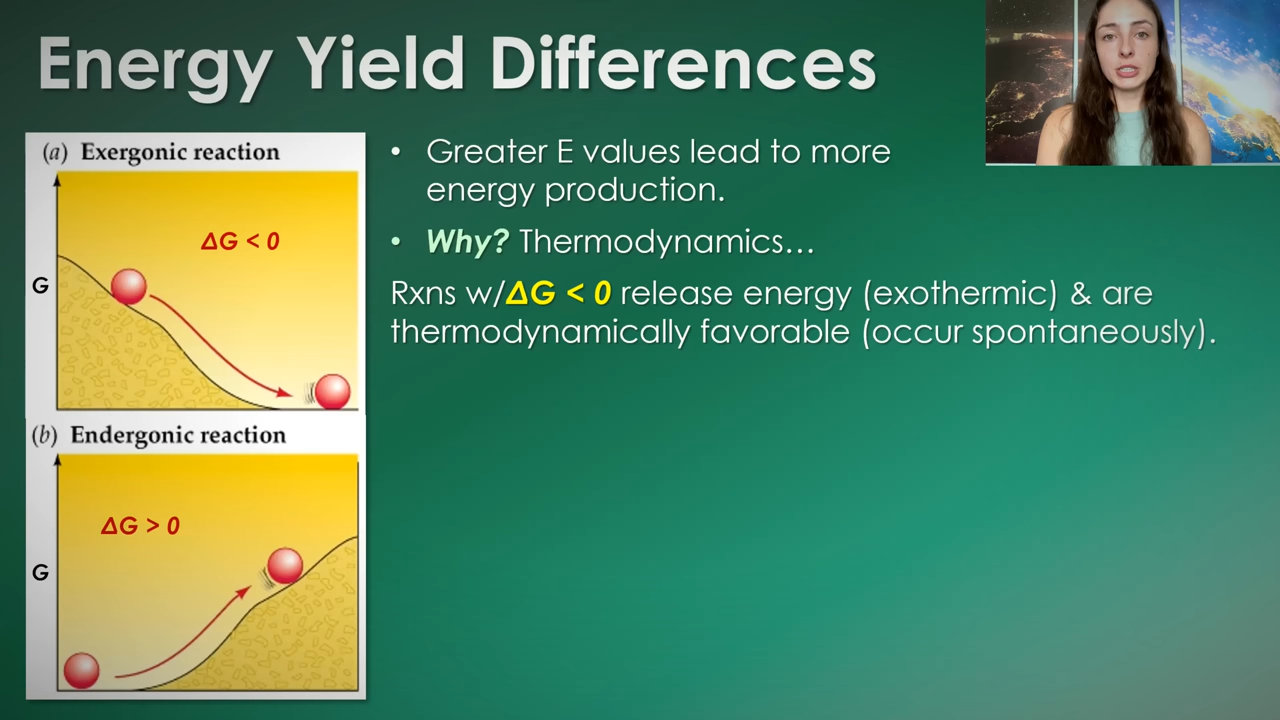 Energy Yield Differences
(a) Exergonic reaction
ΔG < 0
G
(b) Endergonic reaction
ΔG > 0
G
• Greater E values lead to more
energy production.
• Why? Thermodynamics…
Rxns w/ΔG < 0 release energy (exothermic) & are
thermodynamically favorable (occur spontaneously).